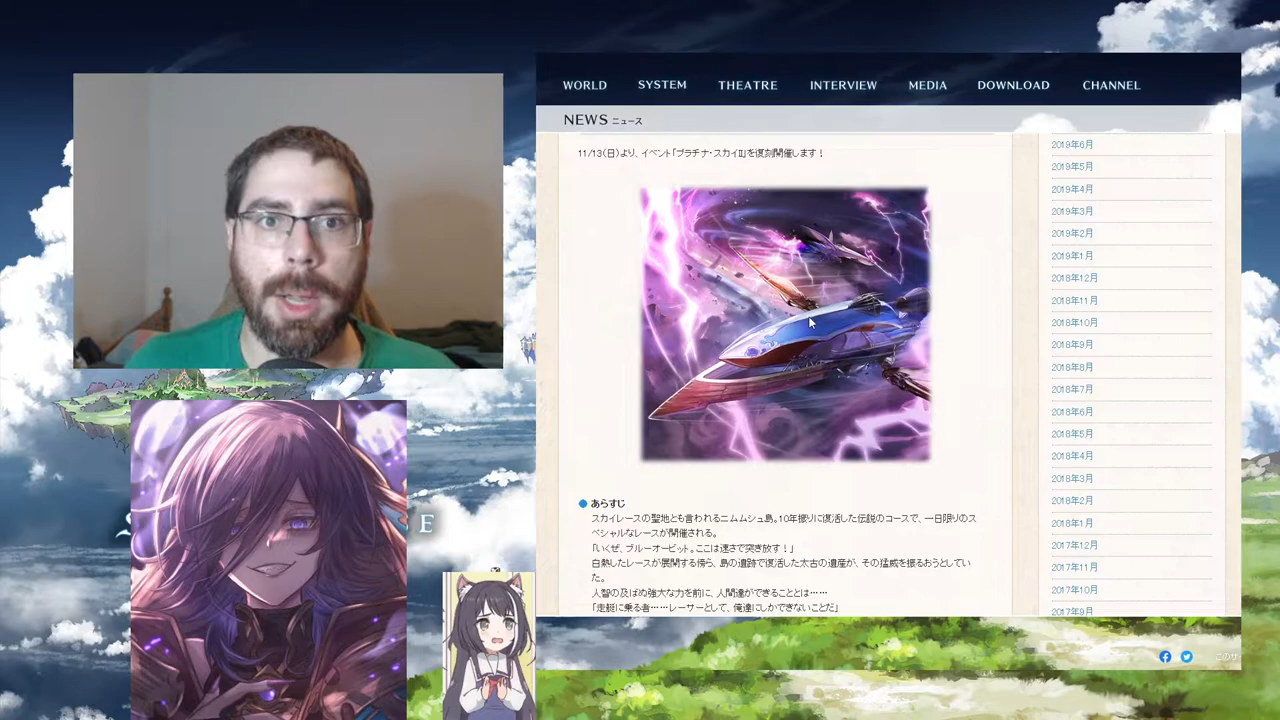 WORLD SYSTEM THEATRE INTERVIEW MEDIA DOWNLOAD CHANNEL
NEWS ニュース
11/13(日)より、イベント「プラチナ・スカイII」を復刻開催します！
●あらすじ
スカイレースの聖地とも言われるニムムシュ島。10年振りに復活した伝説のコースで、一日限りのス
ペシャルなレースが開催される。
「いくぜ、ブルーオービット。ここは速さで突き放す！」
白熱したレースが展開する傍ら、島の遺跡で復活した太古の遺産が、その猛威を振るおうとしてい
た。
人智の及ばぬ強大な力を前に、人間達ができることとは……
「走艇に乗る者……レーサーとして、俺達にしかできないことだ」
2019年6月
2019年5月
2019年4月
2019年3月
2019年2月
2019年1月
2018年12月
2018年11月
2018年10月
2018年9月
2018年8月
2018年7月
2018年6月
2018年5月
2018年4月
2018年3月
2018年2月
2018年1月
2017年12月
2017年11月
2017年10月
2017年9月
このサ
E